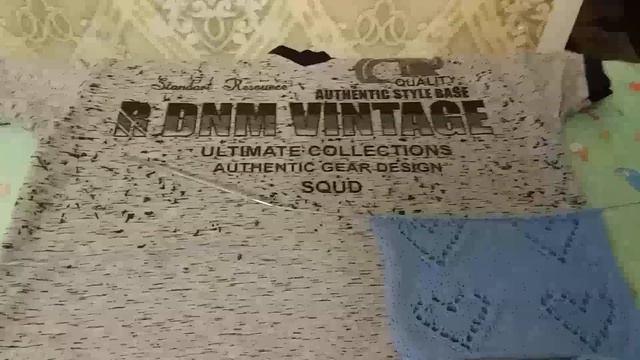 Standart Resource
QUALITY
AUTHENTIC STYLE BASE
R.DNM VINTAGE
ULTIMATE COLLECTIONS
AUTHENTIC GEAR DESIGN
SQUD